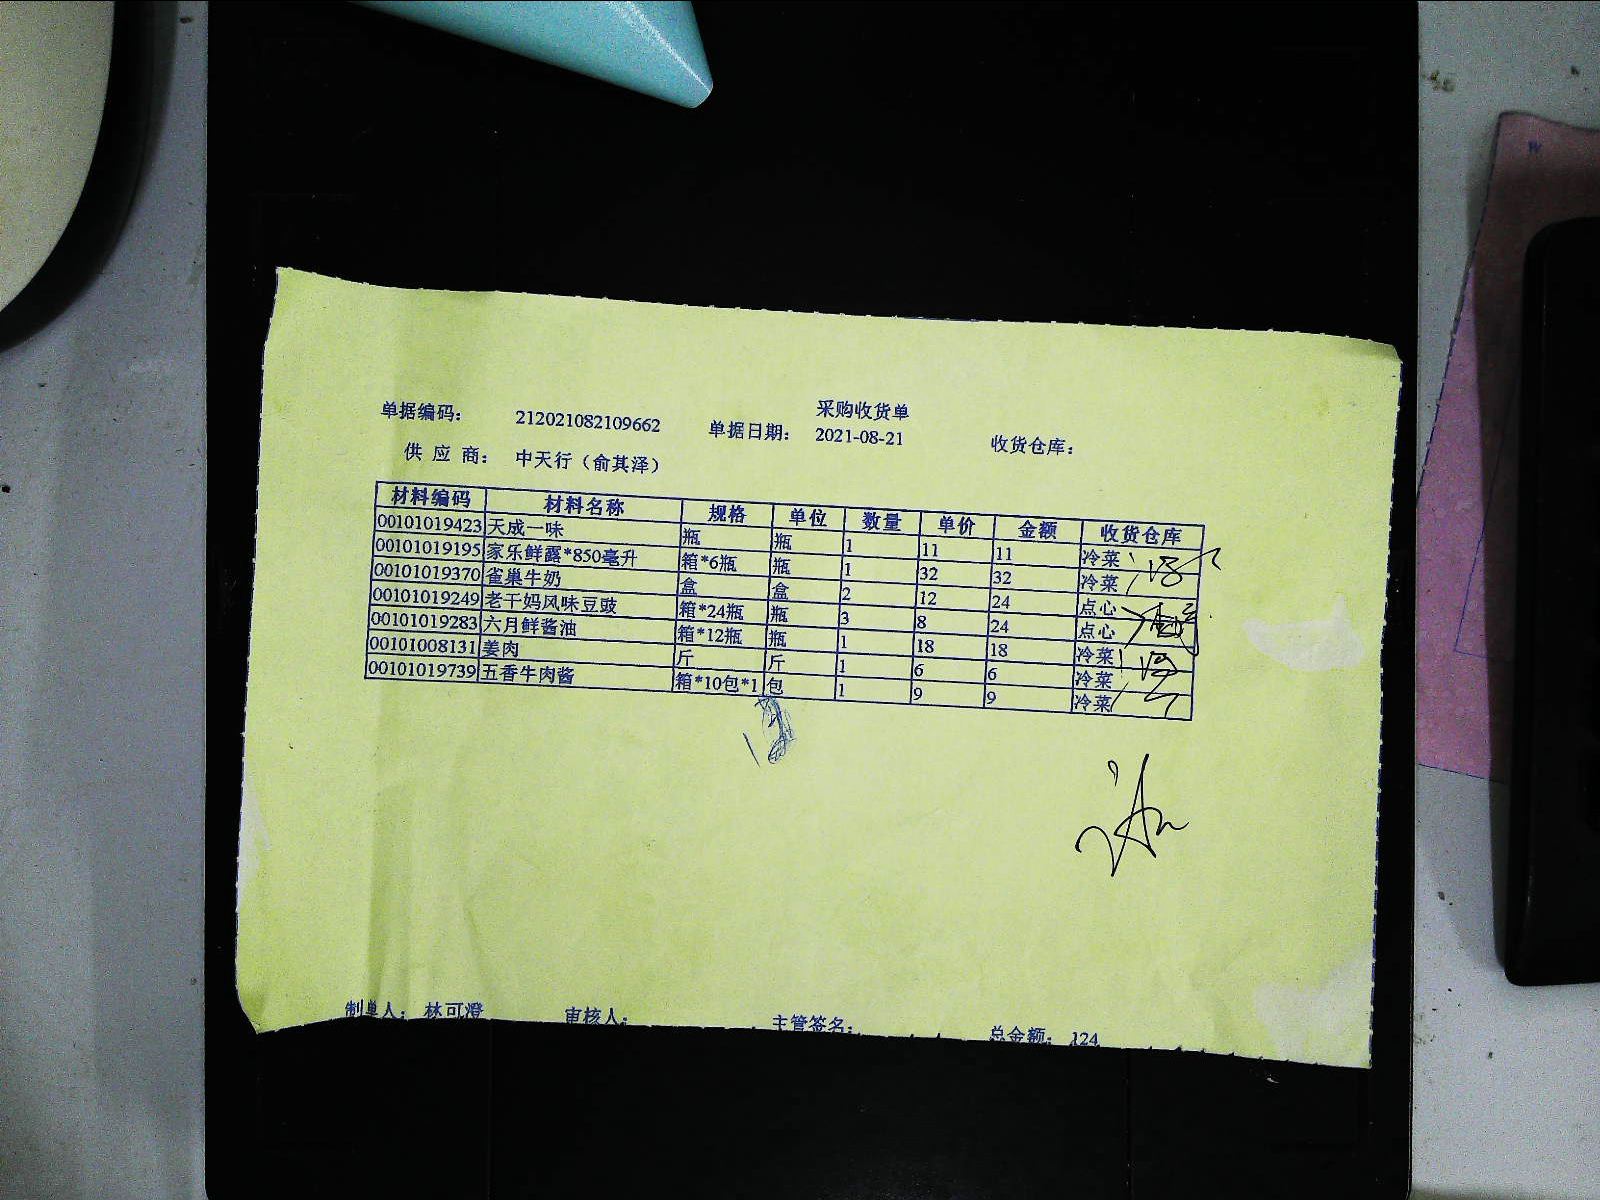 采购收货单
单据编码： 212021082109662 单据日期： 2021-08-21 收货仓库：
供 应 商： 中天行（俞其泽）
材料编码 材料名称 规格 单位 数量 单价 金额 收货仓库
00101019423 天成一味 瓶 瓶 1 11 11 冷菜
00101019195 家乐鲜露*850毫升 箱*6瓶 瓶 1 32 32 冷菜
00101019370 雀巢牛奶 盒 盒 2 12 24 点心
00101019249 老干妈风味豆豉 箱*24瓶 瓶 3 8 24 点心
00101019283 六月鲜酱油 箱*12瓶 瓶 1 18 18 冷菜
00101008131 姜肉 斤 斤 1 6 6 冷菜
00101019739 五香牛肉酱 箱*10包*1 包 1 9 9 冷菜
制单人： 林可澄 审核人： 主管签名： 总金额： 124